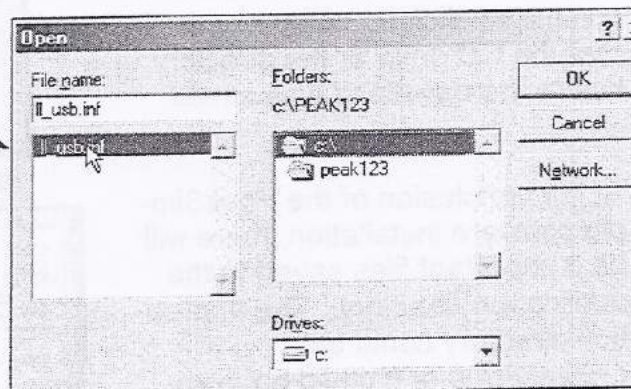 Open
?
File name:
ll_usb.inf
ll_usb.inf
Folders:
c:\PEAK123
c:\
peak123
Drives:
c:
OK
Cancel
Network...